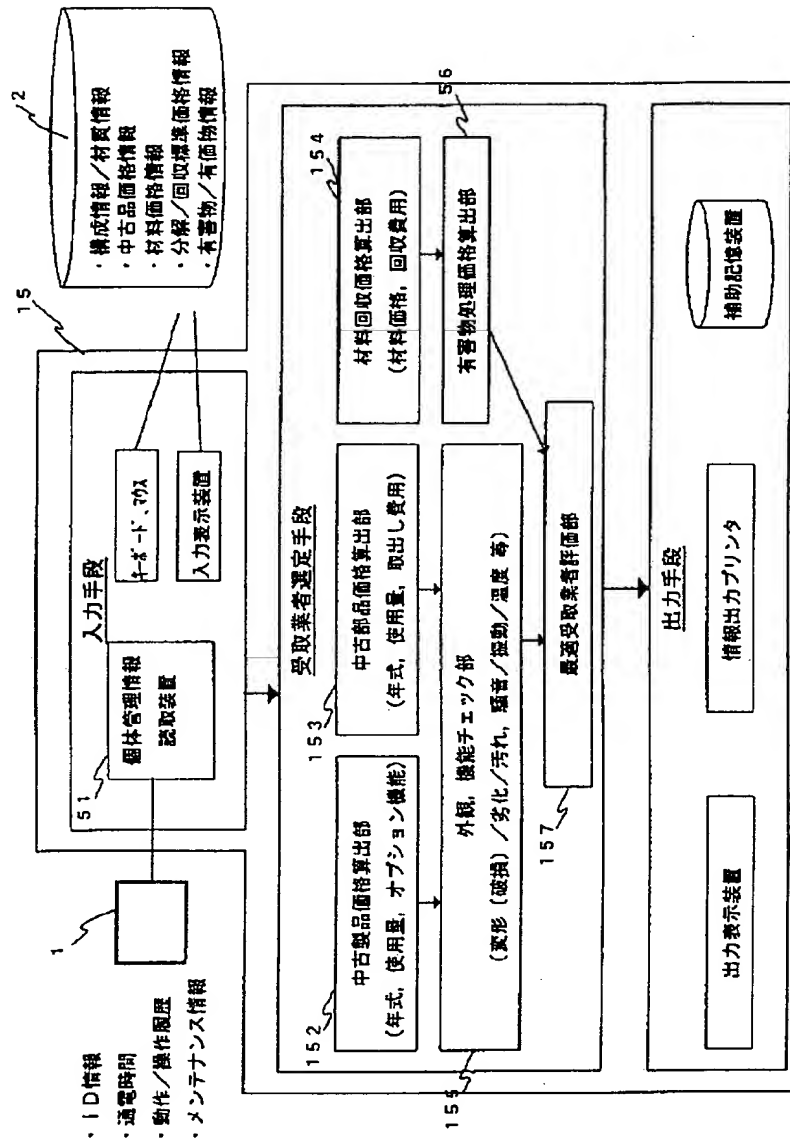 ・ID情報
・通電時間
・動作／操作履歴
・メンテナンス情報
1
2
・構成情報／材質情報
・中古品価格情報
・材料価格情報
・分解／回収標準価格情報
・有害物／有価物情報
15
入力手段
51
個体管理情報
読取装置
キーボード、マウス
入力表示装置
受取業者選定手段
152
中古製品価格算出部
(年式，使用量，オプション機能)
153
中古部品価格算出部
(年式，使用量，取出し費用)
154
材料回収価格算出部
(材料価格，回収費用)
155
外観，機能チェック部
(変形〔破損〕／劣化／汚れ，騒音／振動／温度 等)
56
有害物処理価格算出部
157
最適受取業者評価部
出力手段
出力表示装置
情報出力プリンタ
補助記憶装置